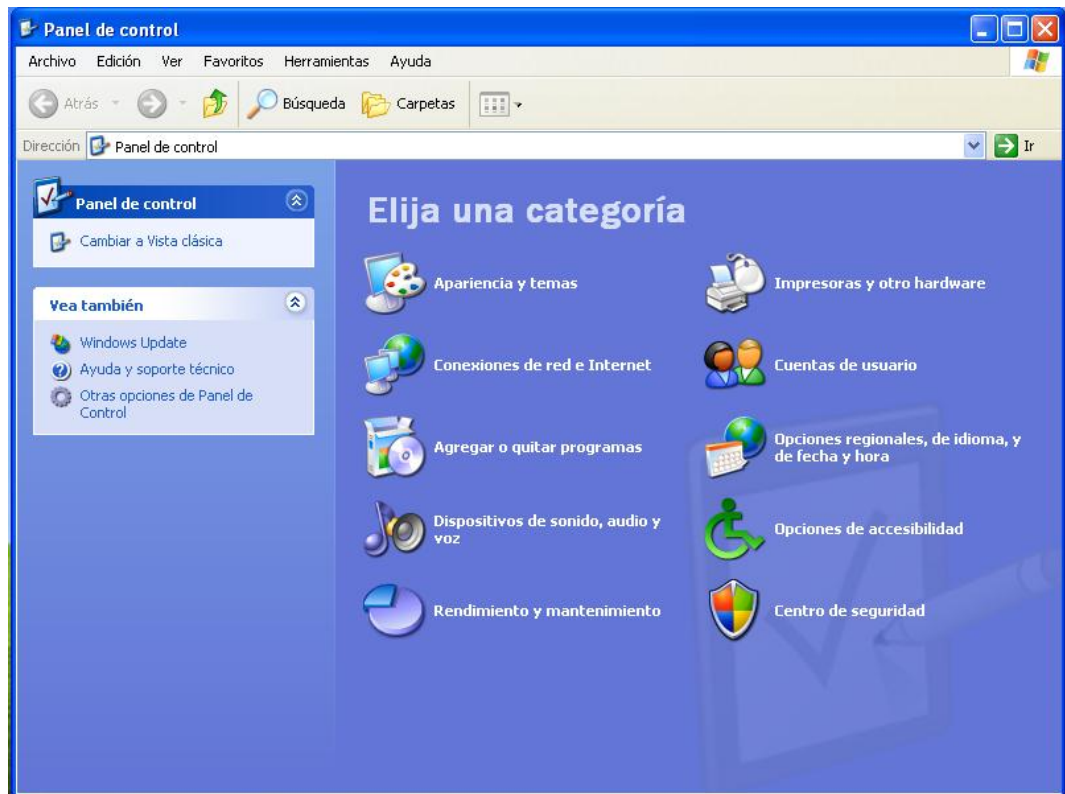 Panel de control
Archivo Edición Ver Favoritos Herramientas Ayuda
Atrás Búsqueda Carpetas
Dirección Panel de control Ir
Panel de control
Cambiar a Vista clásica
Vea también
Windows Update
Ayuda y soporte técnico
Otras opciones de Panel de
Control
Elija una categoría
Apariencia y temas
Impresoras y otro hardware
Conexiones de red e Internet
Cuentas de usuario
Agregar o quitar programas
Opciones regionales, de idioma, y
de fecha y hora
Dispositivos de sonido, audio y
voz
Opciones de accesibilidad
Rendimiento y mantenimiento
Centro de seguridad